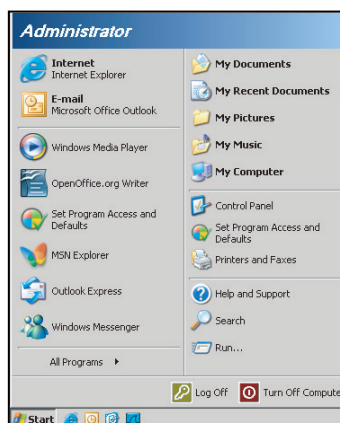 Administrator
Internet
Internet Explorer
E-mail
Microsoft Office Outlook
Windows Media Player
OpenOffice.org Writer
Set Program Access and
Defaults
MSN Explorer
Outlook Express
Windows Messenger
All Programs
My Documents
My Recent Documents
My Pictures
My Music
My Computer
Control Panel
Set Program Access and
Defaults
Printers and Faxes
Help and Support
Search
Run...
Log Off
Turn Off Compute
Start